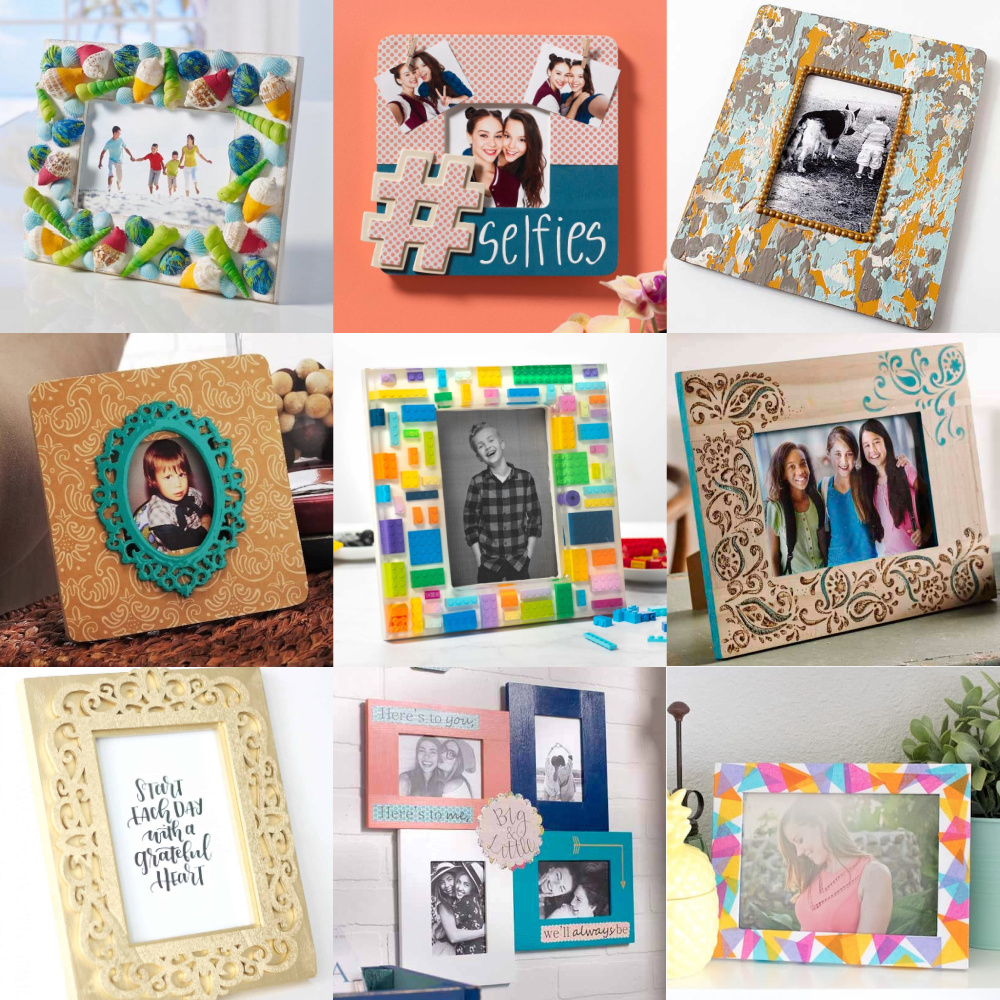 #selfies
START
EACH DAY
with a
grateful
HEART
Here's to you,
Here's to me,
Big
&
Little
we'll always be